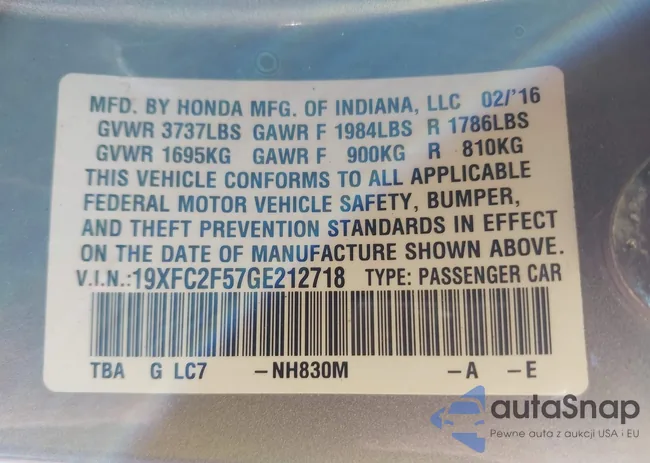 MFD. BY HONDA MFG. OF INDIANA, LLC 02/'16
GVWR 3737LBS GAWR F 1984LBS R 1786LBS
GVWR 1695KG GAWR F 900KG R 810KG
THIS VEHICLE CONFORMS TO ALL APPLICABLE
FEDERAL MOTOR VEHICLE SAFETY, BUMPER,
AND THEFT PREVENTION STANDARDS IN EFFECT
ON THE DATE OF MANUFACTURE SHOWN ABOVE.
V.I.N.:19XFC2F57GE212718 TYPE: PASSENGER CAR
TBA G LC7 -NH830M -A -E
autaSnap
Pewne auta z aukcji USA i EU